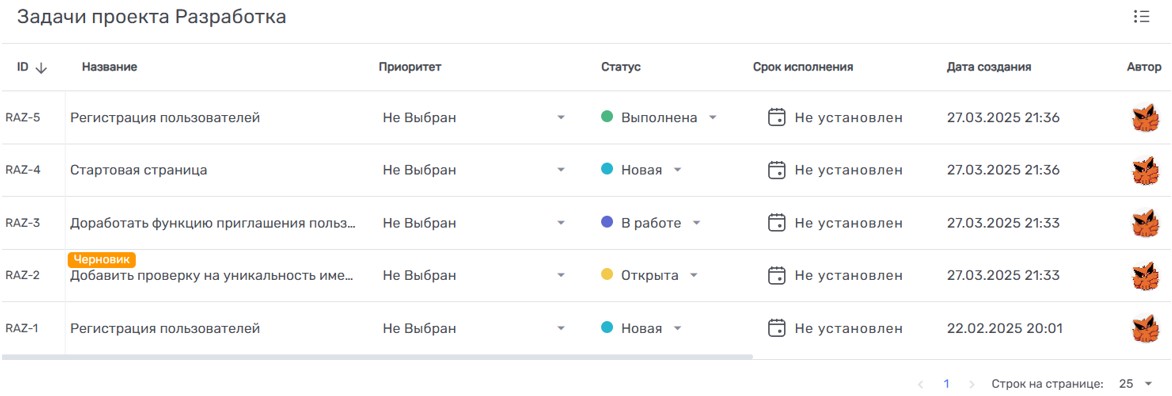 Задачи проекта Разработка
ID Название Приоритет Статус Срок исполнения Дата создания Автор
RAZ-5 Регистрация пользователей Не Выбран Выполнена Не установлен 27.03.2025 21:36
RAZ-4 Стартовая страница Не Выбран Новая Не установлен 27.03.2025 21:36
RAZ-3 Доработать функцию приглашения польз... Не Выбран В работе Не установлен 27.03.2025 21:33
Черновик
RAZ-2 Добавить проверку на уникальность име... Не Выбран Открыта Не установлен 27.03.2025 21:33
RAZ-1 Регистрация пользователей Не Выбран Новая Не установлен 22.02.2025 20:01
1 Строк на странице: 25